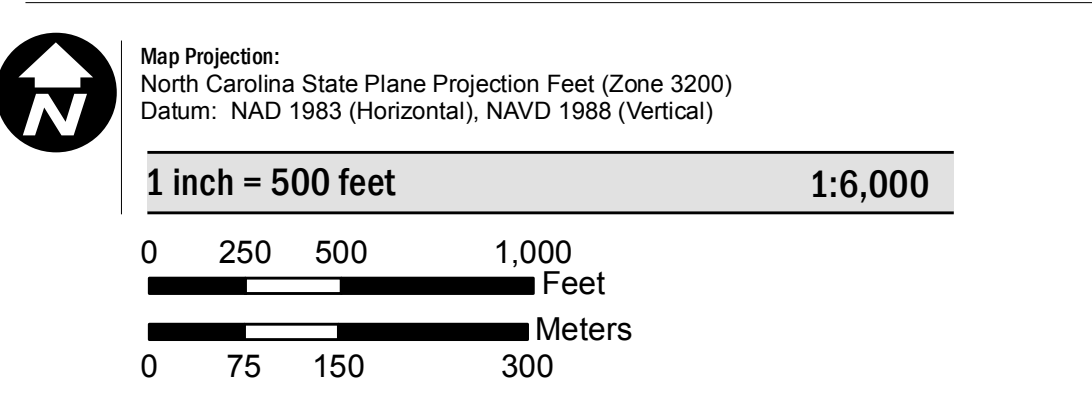 N
Map Projection:
North Carolina State Plane Projection Feet (Zone 3200)
Datum: NAD 1983 (Horizontal), NAVD 1988 (Vertical)
1 inch = 500 feet 1:6,000
0 250 500 1,000
Feet
Meters
0 75 150 300